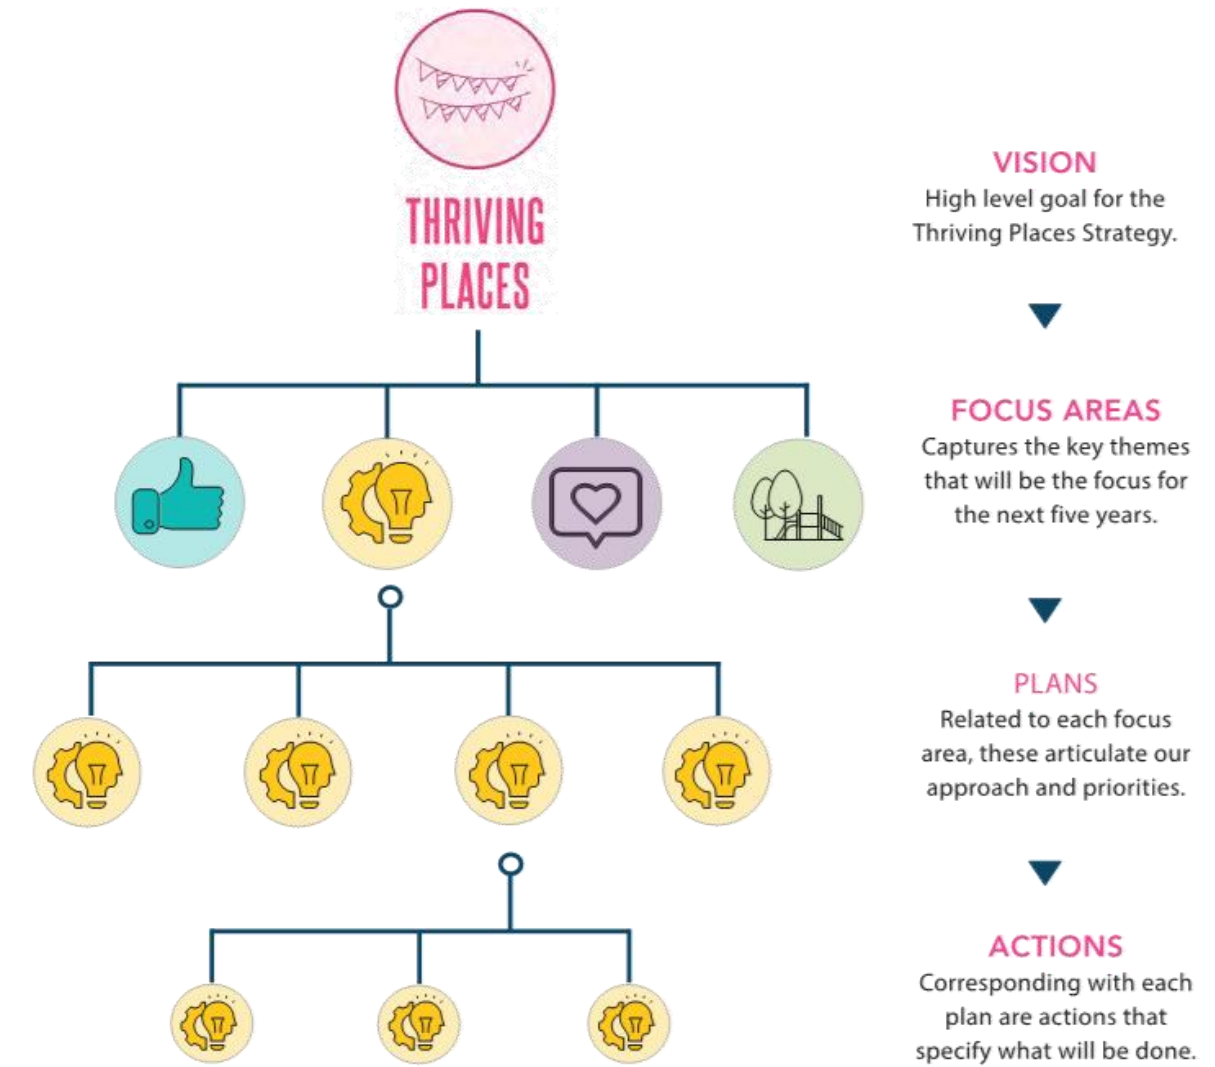 THRIVING
PLACES
VISION
High level goal for the
Thriving Places Strategy.
FOCUS AREAS
Captures the key themes
that will be the focus for
the next five years.
PLANS
Related to each focus
area, these articulate our
approach and priorities.
ACTIONS
Corresponding with each
plan are actions that
specify what will be done.